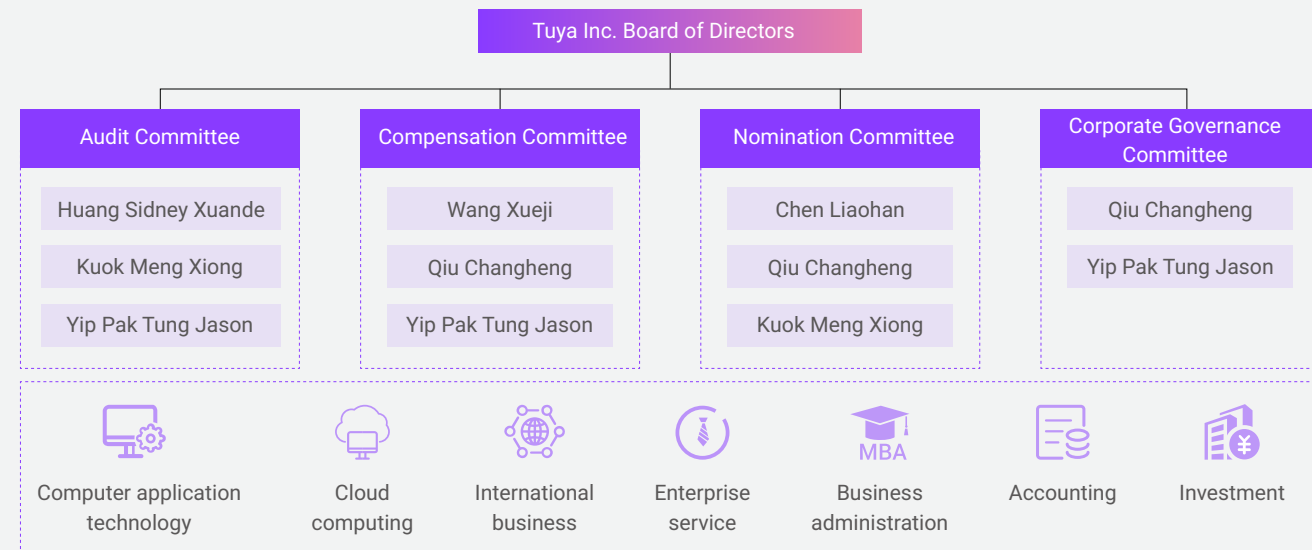 Tuya Inc. Board of Directors
Audit Committee
Huang Sidney Xuande
Kuok Meng Xiong
Yip Pak Tung Jason
Compensation Committee
Wang Xueji
Qiu Changheng
Yip Pak Tung Jason
Nomination Committee
Chen Liaohan
Qiu Changheng
Kuok Meng Xiong
Corporate Governance
Committee
Qiu Changheng
Yip Pak Tung Jason
Computer application
technology
Cloud
computing
International
business
Enterprise
service
MBA
Business
administration
Accounting
¥
Investment